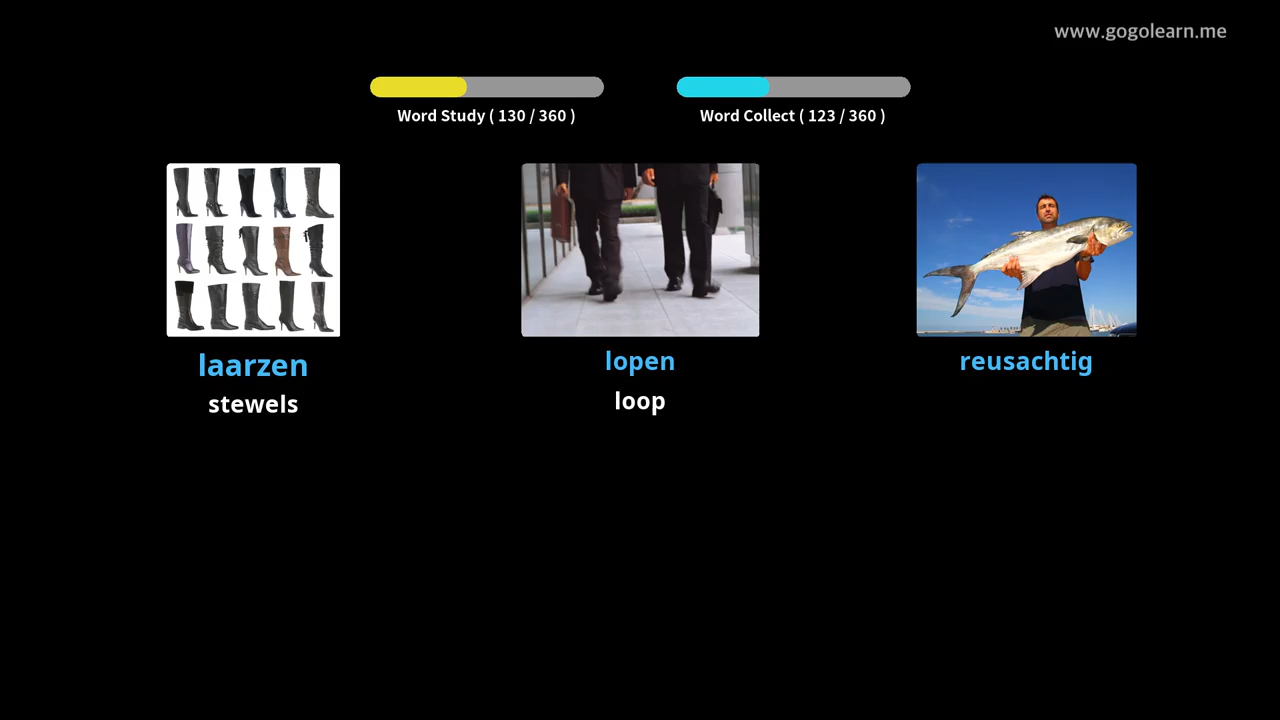 www.gogolearn.me
Word Study ( 130 / 360 )
Word Collect ( 123 / 360 )
laarzen
stewels
lopen
loop
reusachtig